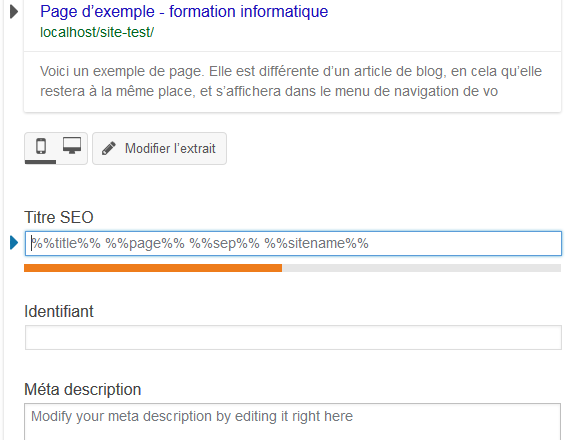 Page d'exemple - formation informatique
localhost/site-test/
Voici un exemple de page. Elle est différente d'un article de blog, en cela qu'elle
restera à la même place, et s'affichera dans le menu de navigation de vo
Modifier l'extrait
Titre SEO
%%title%% %%page%% %%sep%% %%sitename%%
Identifiant
Méta description
Modify your meta description by editing it right here